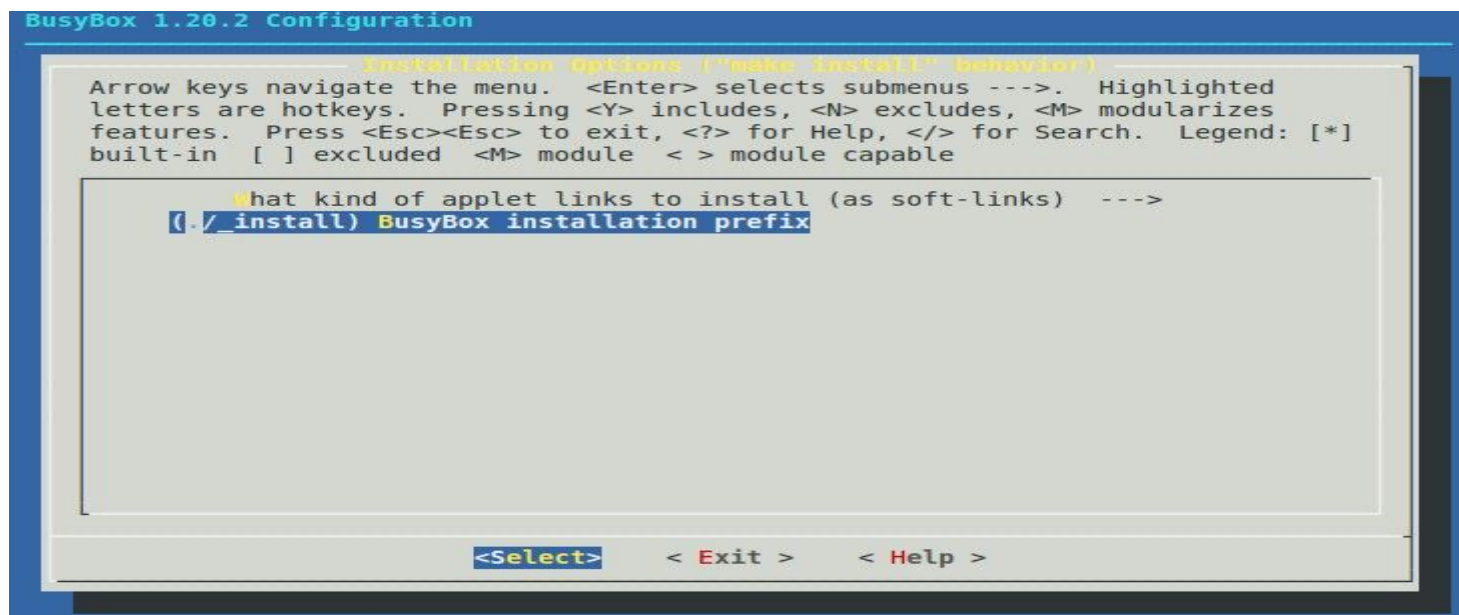 BusyBox 1.20.2 Configuration
Installation Options ("make install" behavior)
Arrow keys navigate the menu.  <Enter> selects submenus --->.  Highlighted
letters are hotkeys.  Pressing <Y> includes, <N> excludes, <M> modularizes
features.  Press <Esc><Esc> to exit, <?> for Help, </> for Search.  Legend: [*]
built-in  [ ] excluded  <M> module  < > module capable
What kind of applet links to install (as soft-links)  --->
(./_install) BusyBox installation prefix
<Select>    < Exit >    < Help >